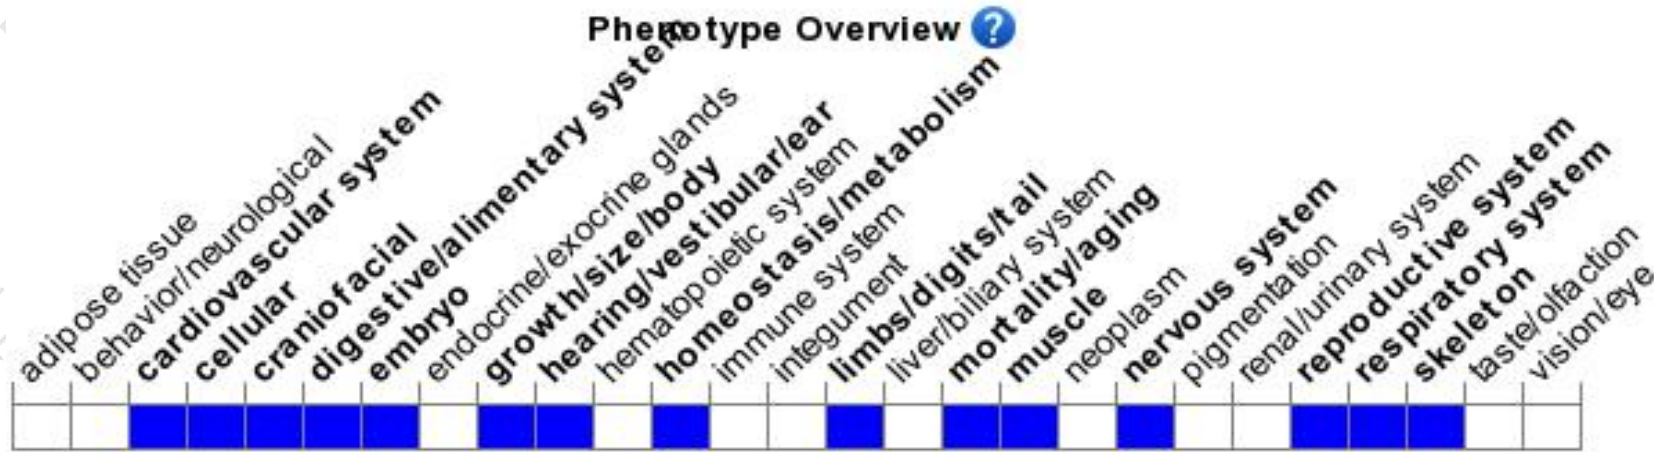 Phenotype Overview ?
adipose tissue
behavior/neurological
cardiovascular system
cellular
craniofacial
digestive/alimentary system
embryo
endocrine/exocrine glands
growth/size/body
hearing/vestibular/ear
hematopoietic system
homeostasis/metabolism
immune system
integument
limbs/digits/tail
liver/biliary system
mortality/aging
muscle
neoplasm
nervous system
pigmentation
renal/urinary system
reproductive system
respiratory system
skeleton
taste/olfaction
vision/eye